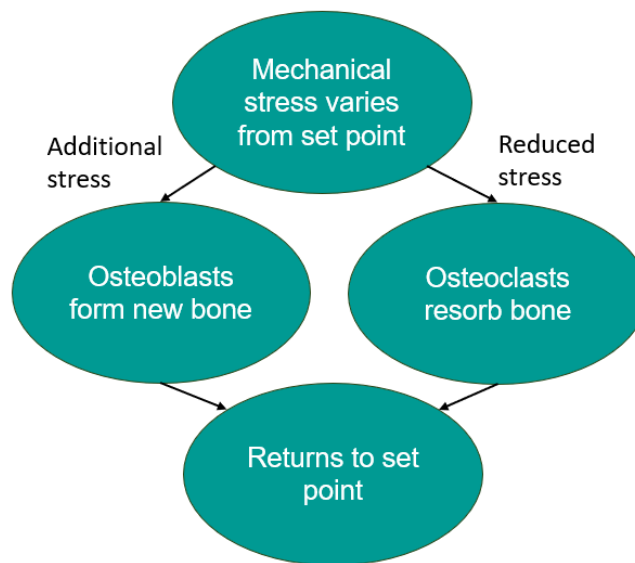 Mechanical
stress varies
from set point
Additional
stress
Reduced
stress
Osteoblasts
form new bone
Osteoclasts
resorb bone
Returns to set
point